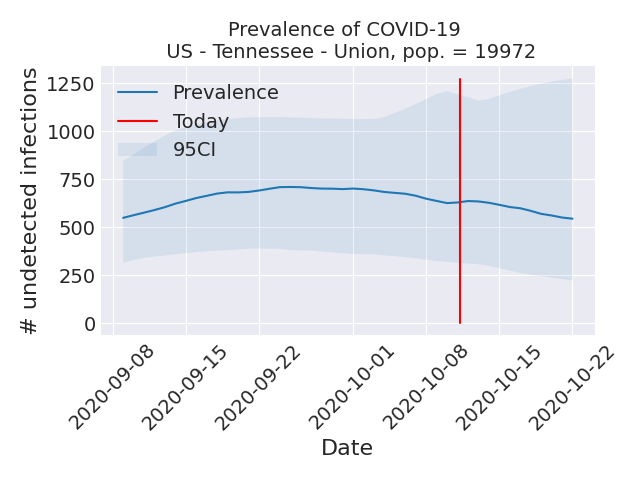 Prevalence of COVID-19
US - Tennessee - Union, pop. = 19972
# undetected infections
1250
1000
750
500
250
0
Prevalence
Today
95CI
2020-09-08
2020-09-15
2020-09-22
2020-10-01
2020-10-08
2020-10-15
2020-10-22
Date